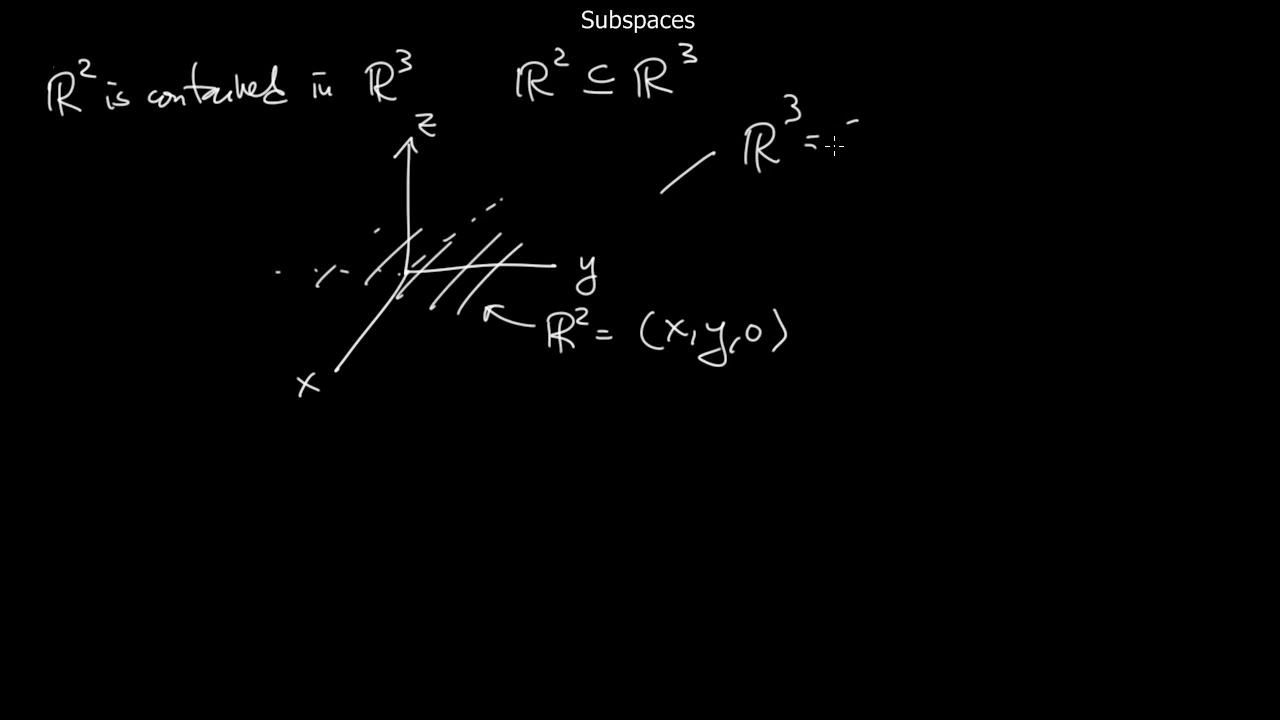 Subspaces
ℝ² is contained in ℝ³ ℝ² ⊆ ℝ³
z
ℝ³ =
y
ℝ² = (x, y, 0)
x